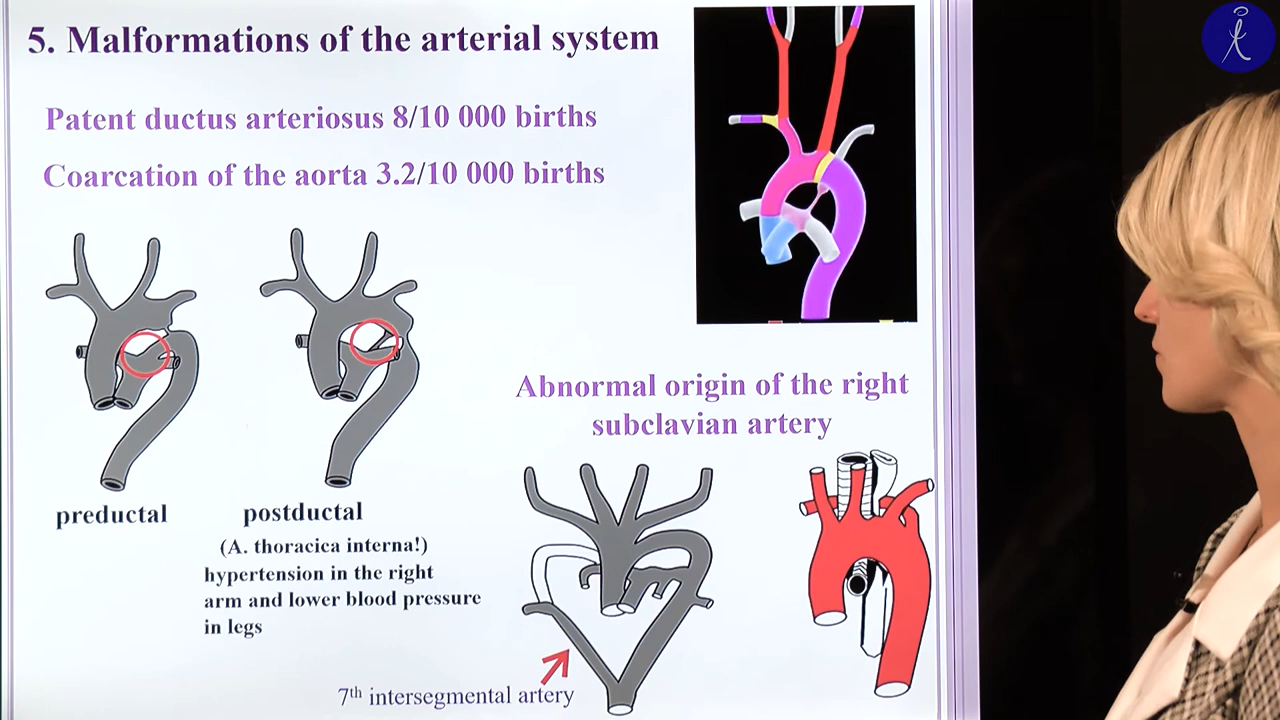 5. Malformations of the arterial system
Patent ductus arteriosus 8/10 000 births
Coarcation of the aorta 3.2/10 000 births
preductal
postductal
(A. thoracica interna!)
hypertension in the right
arm and lower blood pressure
in legs
Abnormal origin of the right
subclavian artery
7th intersegmental artery